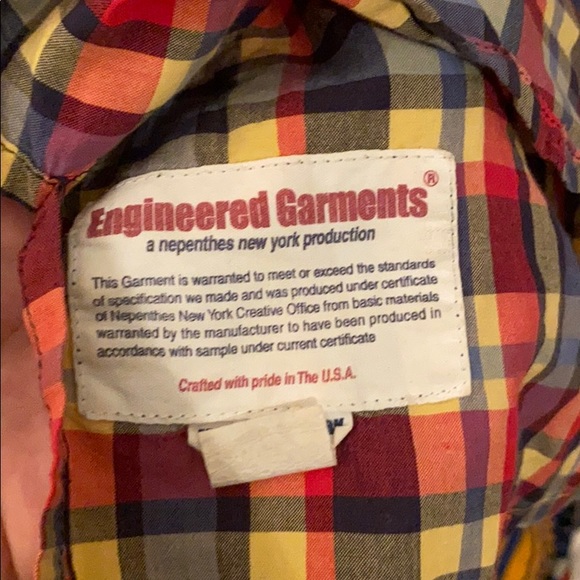 Engineered Garments®
a nepenthes new york production
This Garment is warranted to meet or exceed the standards
of specification we made and was produced under certificate
of Nepenthes New York Creative Office from basic materials
warranted by the manufacturer to have been produced in
accordance with sample under current certificate
Crafted with pride in The U.S.A.